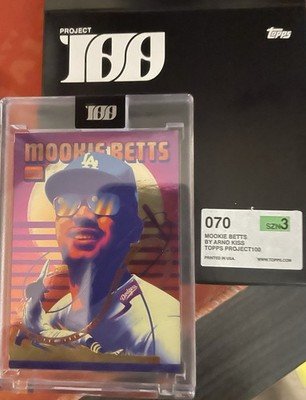 PROJECT
100
Topps
100
MOOKIE BETTS
LA
Dodgers
070
SZN3
MOOKIE BETTS
BY ARNO KISS
TOPPS PROJECT100
PRINTED IN USA.
WWW.TOPPS.COM